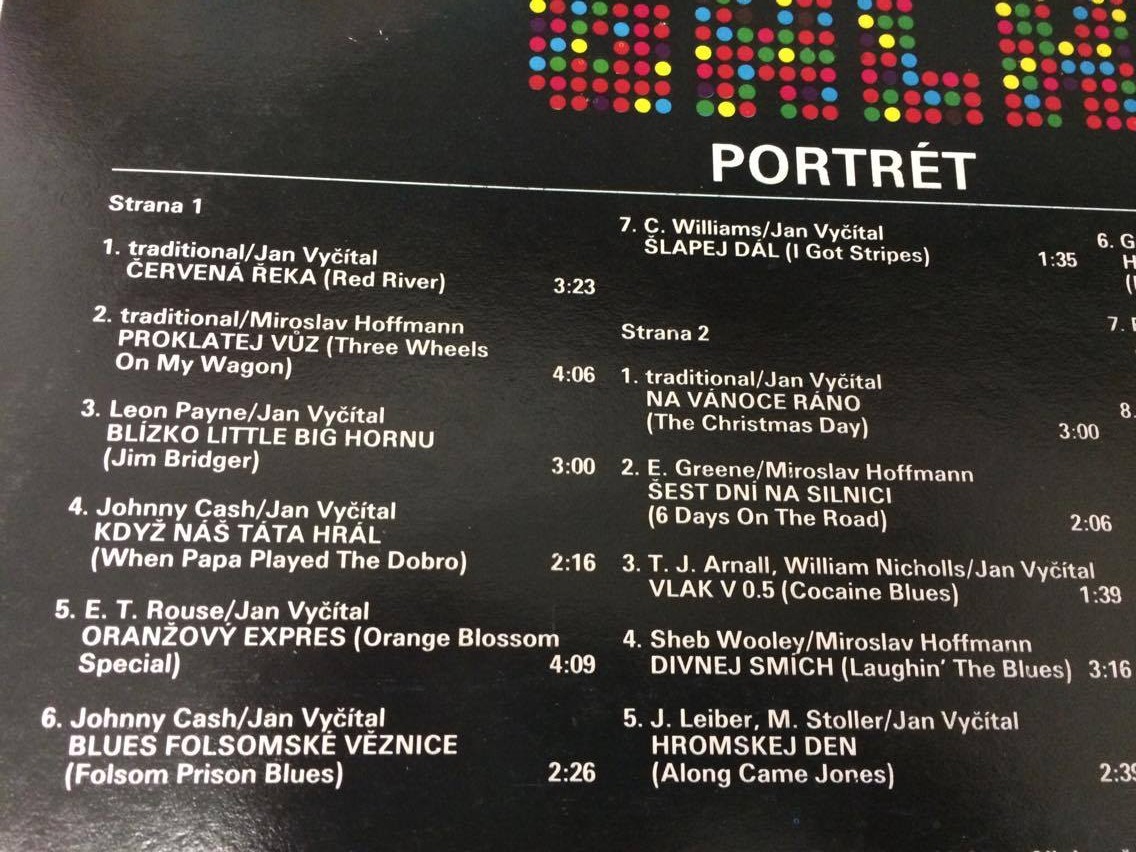 PORTRÉT
Strana 1
1. traditional/Jan Vyčítal
ČERVENÁ ŘEKA (Red River) 3:23
2. traditional/Miroslav Hoffmann
PROKLATEJ VŮZ (Three Wheels
On My Wagon) 4:06
3. Leon Payne/Jan Vyčítal
BLÍZKO LITTLE BIG HORNU
(Jim Bridger) 3:00
4. Johnny Cash/Jan Vyčítal
KDYŽ NÁŠ TÁTA HRÁL
(When Papa Played The Dobro) 2:16
5. E. T. Rouse/Jan Vyčítal
ORANŽOVÝ EXPRES (Orange Blossom
Special) 4:09
6. Johnny Cash/Jan Vyčítal
BLUES FOLSOMSKÉ VĚZNICE
(Folsom Prison Blues) 2:26
7. C. Williams/Jan Vyčítal
ŠLAPEJ DÁL (I Got Stripes) 1:35
Strana 2
1. traditional/Jan Vyčítal
NA VÁNOCE RÁNO
(The Christmas Day) 3:00
2. E. Greene/Miroslav Hoffmann
ŠEST DNÍ NA SILNICI
(6 Days On The Road) 2:06
3. T. J. Arnall, William Nicholls/Jan Vyčítal
VLAK V 0.5 (Cocaine Blues) 1:39
4. Sheb Wooley/Miroslav Hoffmann
DIVNEJ SMÍCH (Laughin' The Blues) 3:16
5. J. Leiber, M. Stoller/Jan Vyčítal
HROMSKEJ DEN
(Along Came Jones) 2:39
6. G
H
7.
8.